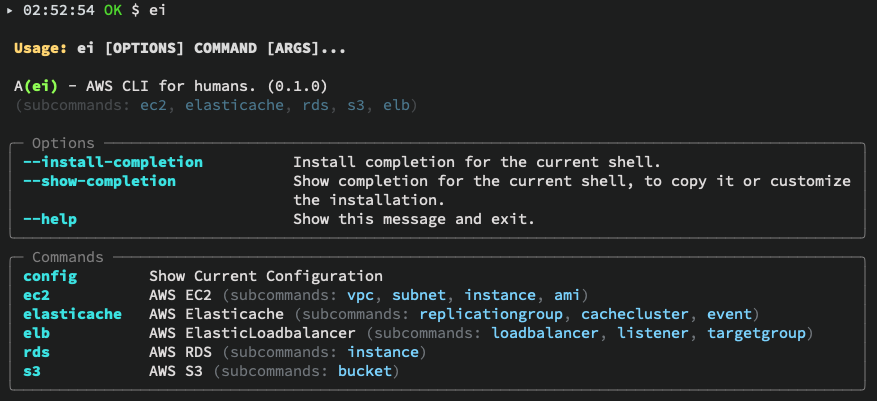 ▸ 02:52:54 OK $ ei
Usage: ei [OPTIONS] COMMAND [ARGS]...
A(ei) - AWS CLI for humans. (0.1.0)
(subcommands: ec2, elasticache, rds, s3, elb)
Options
--install-completion Install completion for the current shell.
--show-completion Show completion for the current shell, to copy it or customize
the installation.
--help Show this message and exit.
Commands
config Show Current Configuration
ec2 AWS EC2 (subcommands: vpc, subnet, instance, ami)
elasticache AWS Elasticache (subcommands: replicationgroup, cachecluster, event)
elb AWS ElasticLoadbalancer (subcommands: loadbalancer, listener, targetgroup)
rds AWS RDS (subcommands: instance)
s3 AWS S3 (subcommands: bucket)